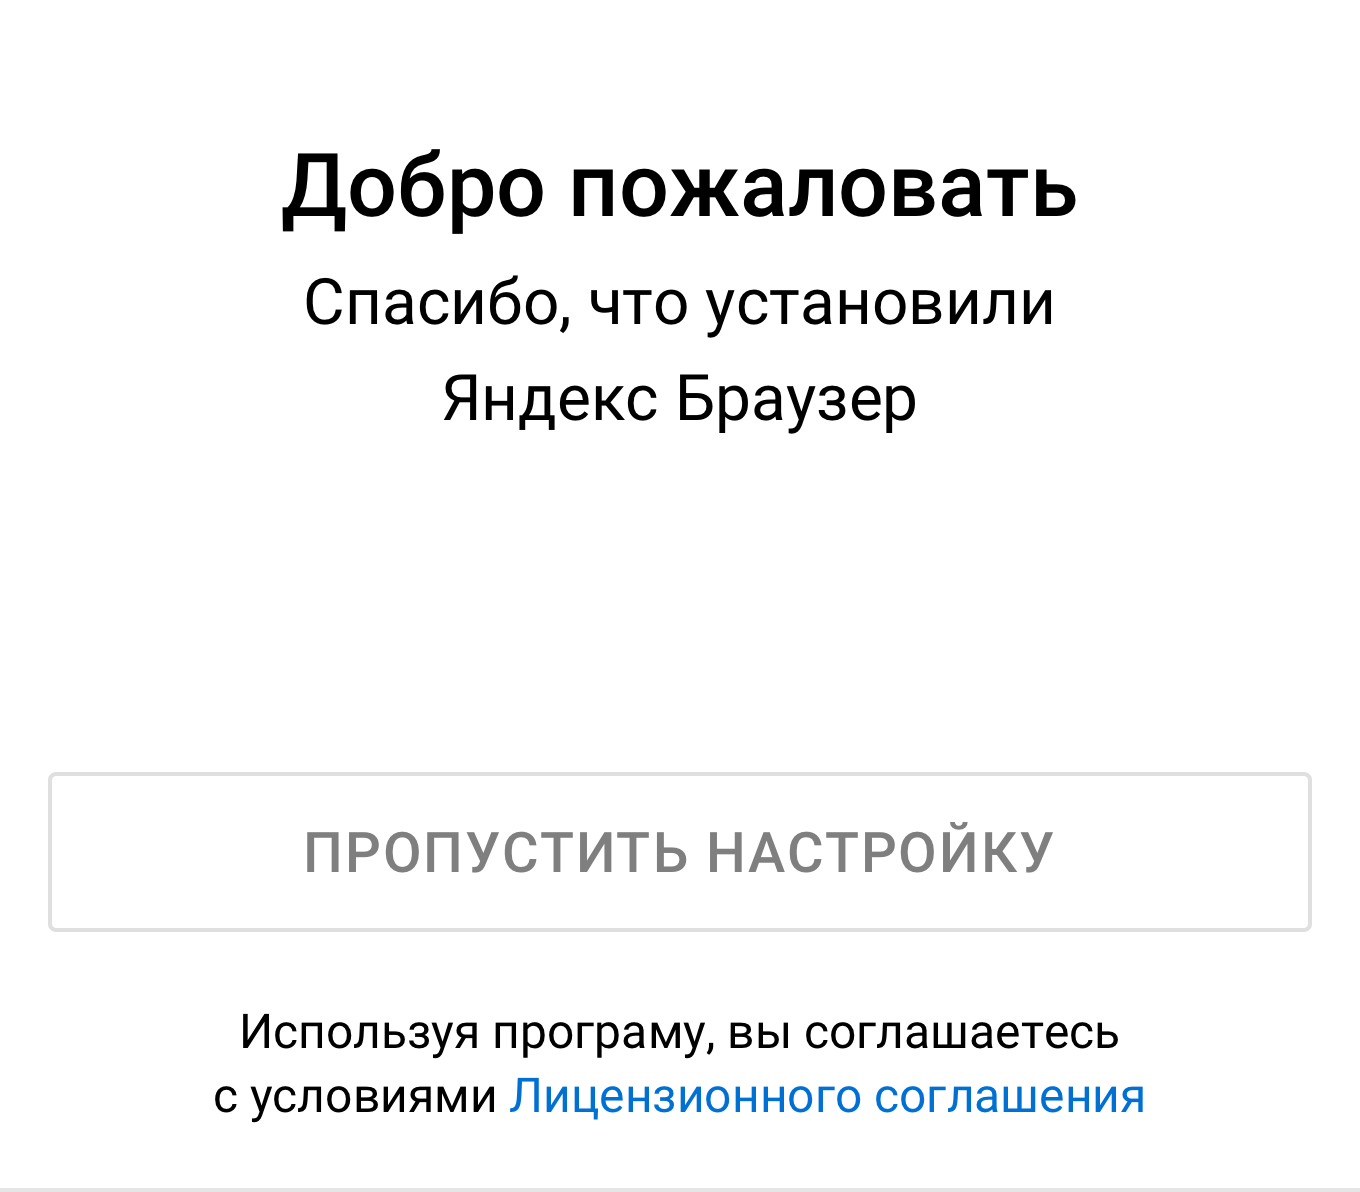 Добро пожаловать
Спасибо, что установили
Яндекс Браузер
ПРОПУСТИТЬ НАСТРОЙКУ
Используя програму, вы соглашаетесь
с условиями Лицензионного соглашения